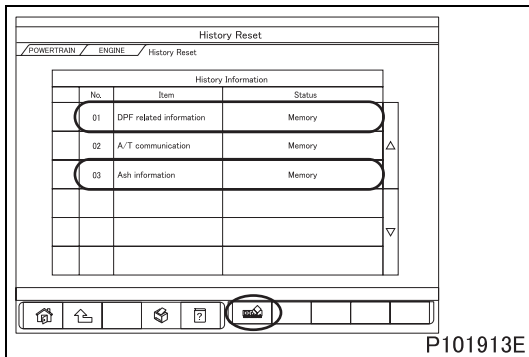 History Reset
POWERTRAIN / ENGINE / History Reset
History Information
No. Item Status
01 DPF related information Memory
02 A/T communication Memory
03 Ash information Memory
?
P101913E